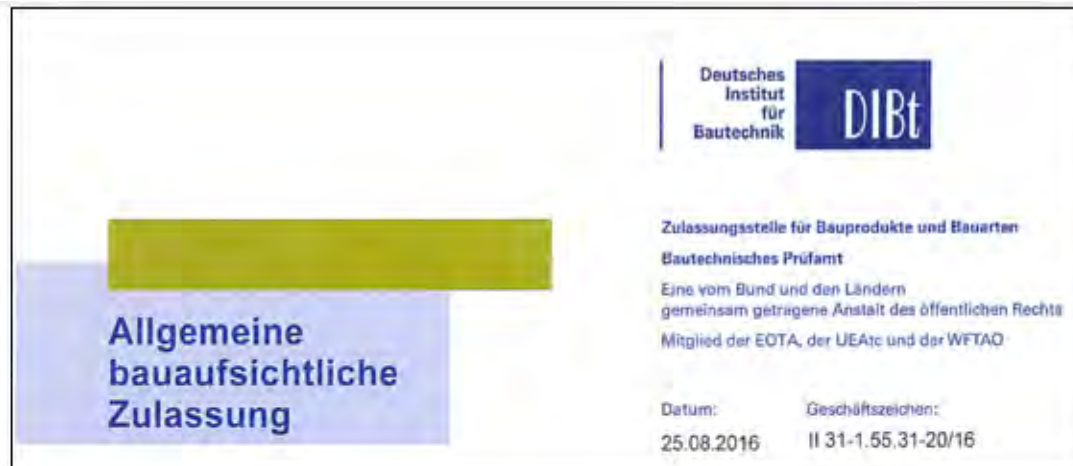 Deutsches
Institut
für
Bautechnik
DIBt
Zulassungsstelle für Bauprodukte und Bauarten
Bautechnisches Prüfamt
Eine vom Bund und den Ländern
gemeinsam getragene Anstalt des öffentlichen Rechts
Mitglied der EOTA, der UEAtc und der WFTAO
Allgemeine
bauaufsichtliche
Zulassung
Datum: Geschäftszeichen:
25.08.2016 II 31-1.55.31-20/16